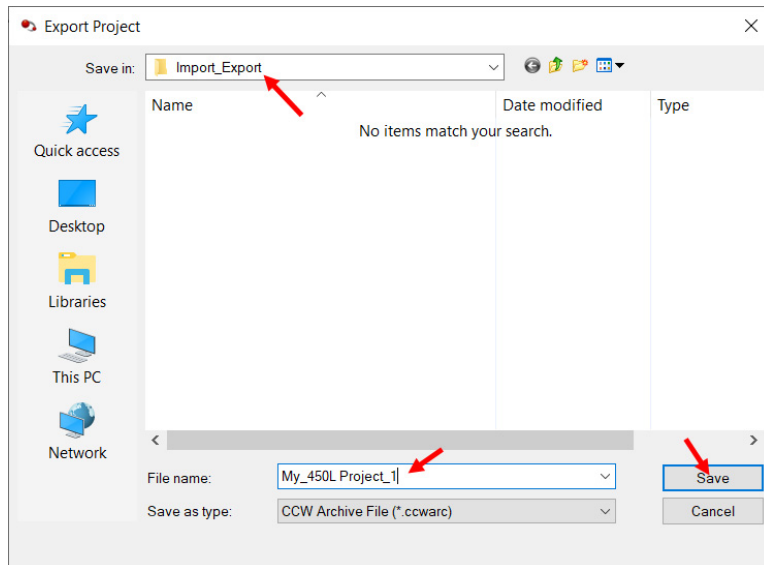 Export Project
Save in: Import_Export
Name Date modified Type
No items match your search.
Quick access
Desktop
Libraries
This PC
Network
File name: My_450L Project_1 Save
Save as type: CCW Archive File (*.ccwarc) Cancel